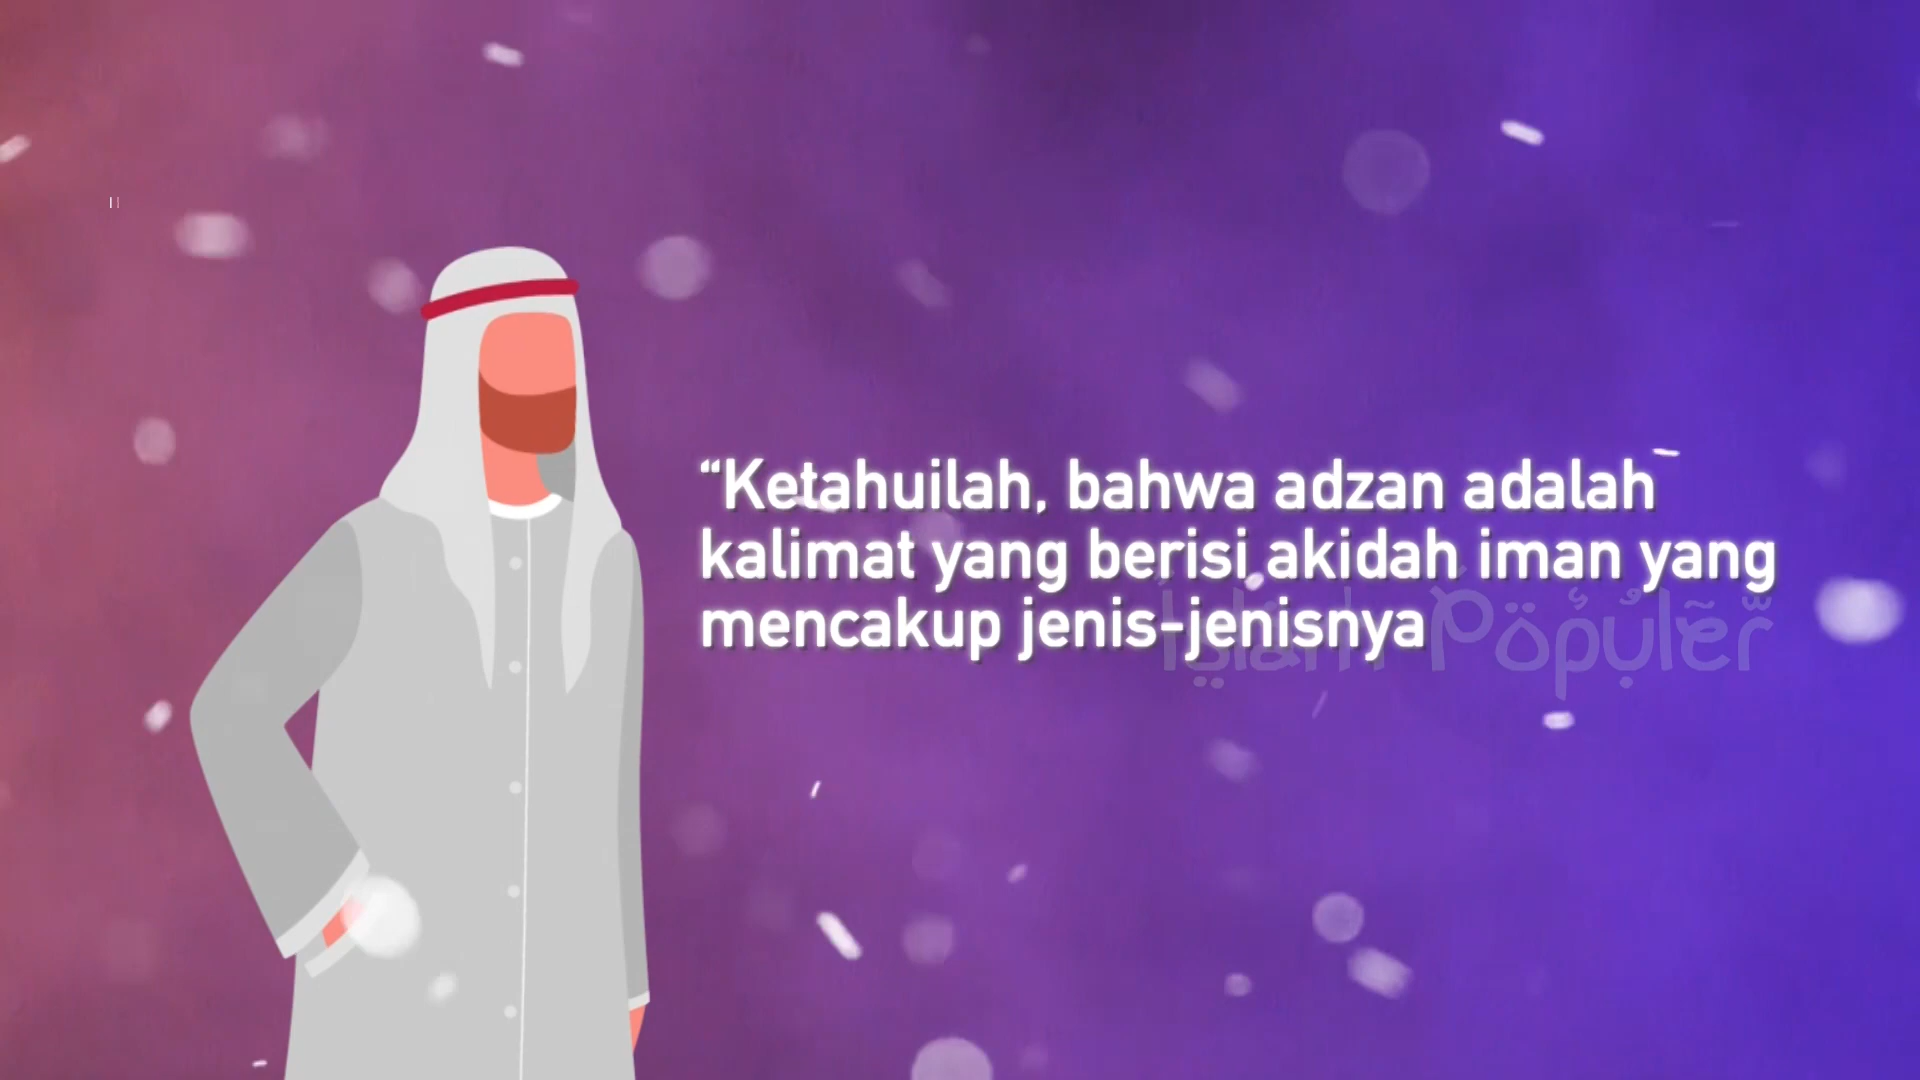 “Ketahuilah, bahwa adzan adalah
kalimat yang berisi akidah iman yang
mencakup jenis-jenisnya
Islam Populer